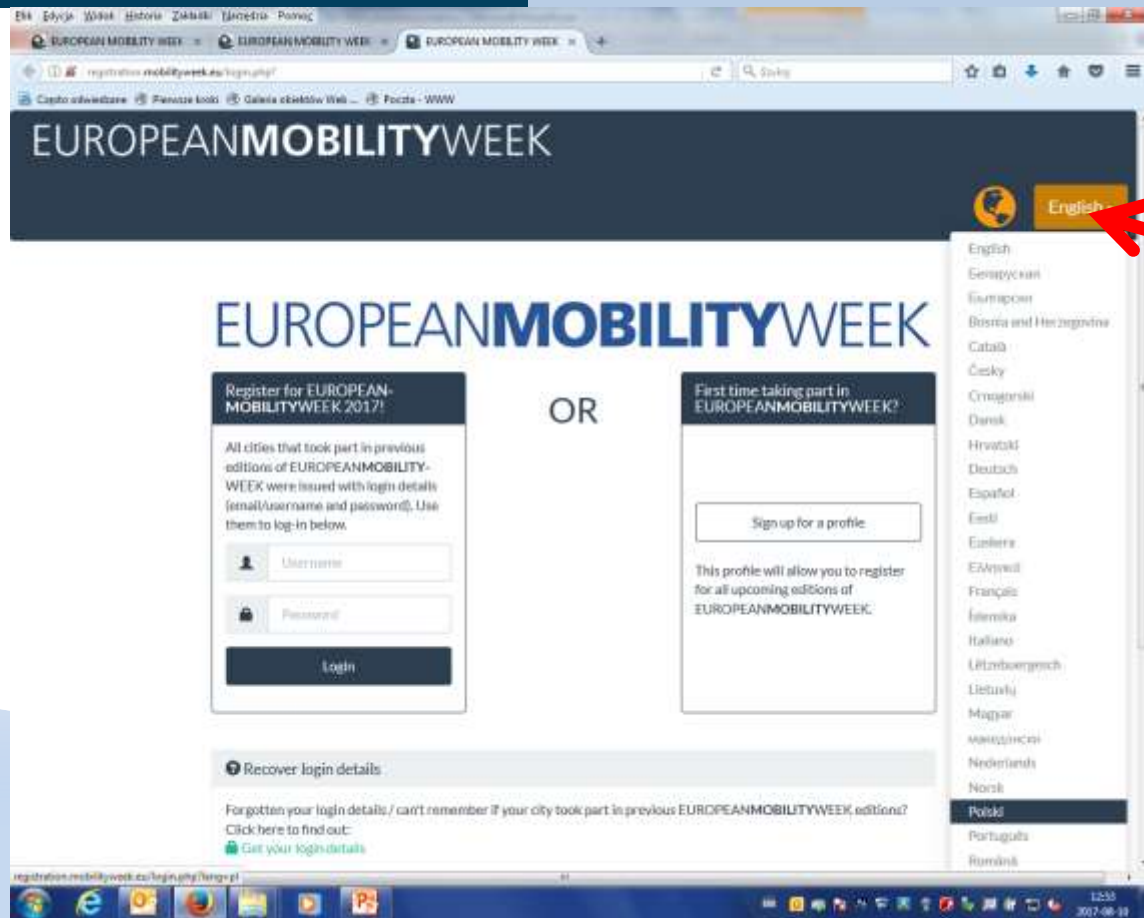 Plik Edycja Widok Historia Zakładki Narzędzia Pomoc
EUROPEAN MOBILITY WEEK × EUROPEAN MOBILITY WEEK × EUROPEAN MOBILITY WEEK × +
registration.mobilityweek.eu/login.php? Szukaj
Często odwiedzane Pierwsze kroki Galeria obiektów Web ... Poczta - WWW
EUROPEANMOBILITYWEEK
English
English
Беларуская
Български
Bosnia and Herzegovina
Català
Česky
Crnogorski
Dansk
Hrvatski
Deutsch
Español
Eesti
Euskera
Ελληνικά
Français
Íslenska
Italiano
Lëtzebuergesch
Lietuvių
Magyar
македонски
Nederlands
Norsk
Polski
Português
Română
EUROPEANMOBILITYWEEK
Register for EUROPEAN-
MOBILITYWEEK 2017!
All cities that took part in previous
editions of EUROPEANMOBILITY-
WEEK were issued with login details
(email/username and password). Use
them to log-in below.
Username
Password
Login
OR
First time taking part in
EUROPEANMOBILITYWEEK?
Sign up for a profile
This profile will allow you to register
for all upcoming editions of
EUROPEANMOBILITYWEEK.
Recover login details
Forgotten your login details / can't remember if your city took part in previous EUROPEANMOBILITYWEEK editions?
Click here to find out:
Get your login details
registration.mobilityweek.eu/login.php?lang=pl
12:53
2017-08-10